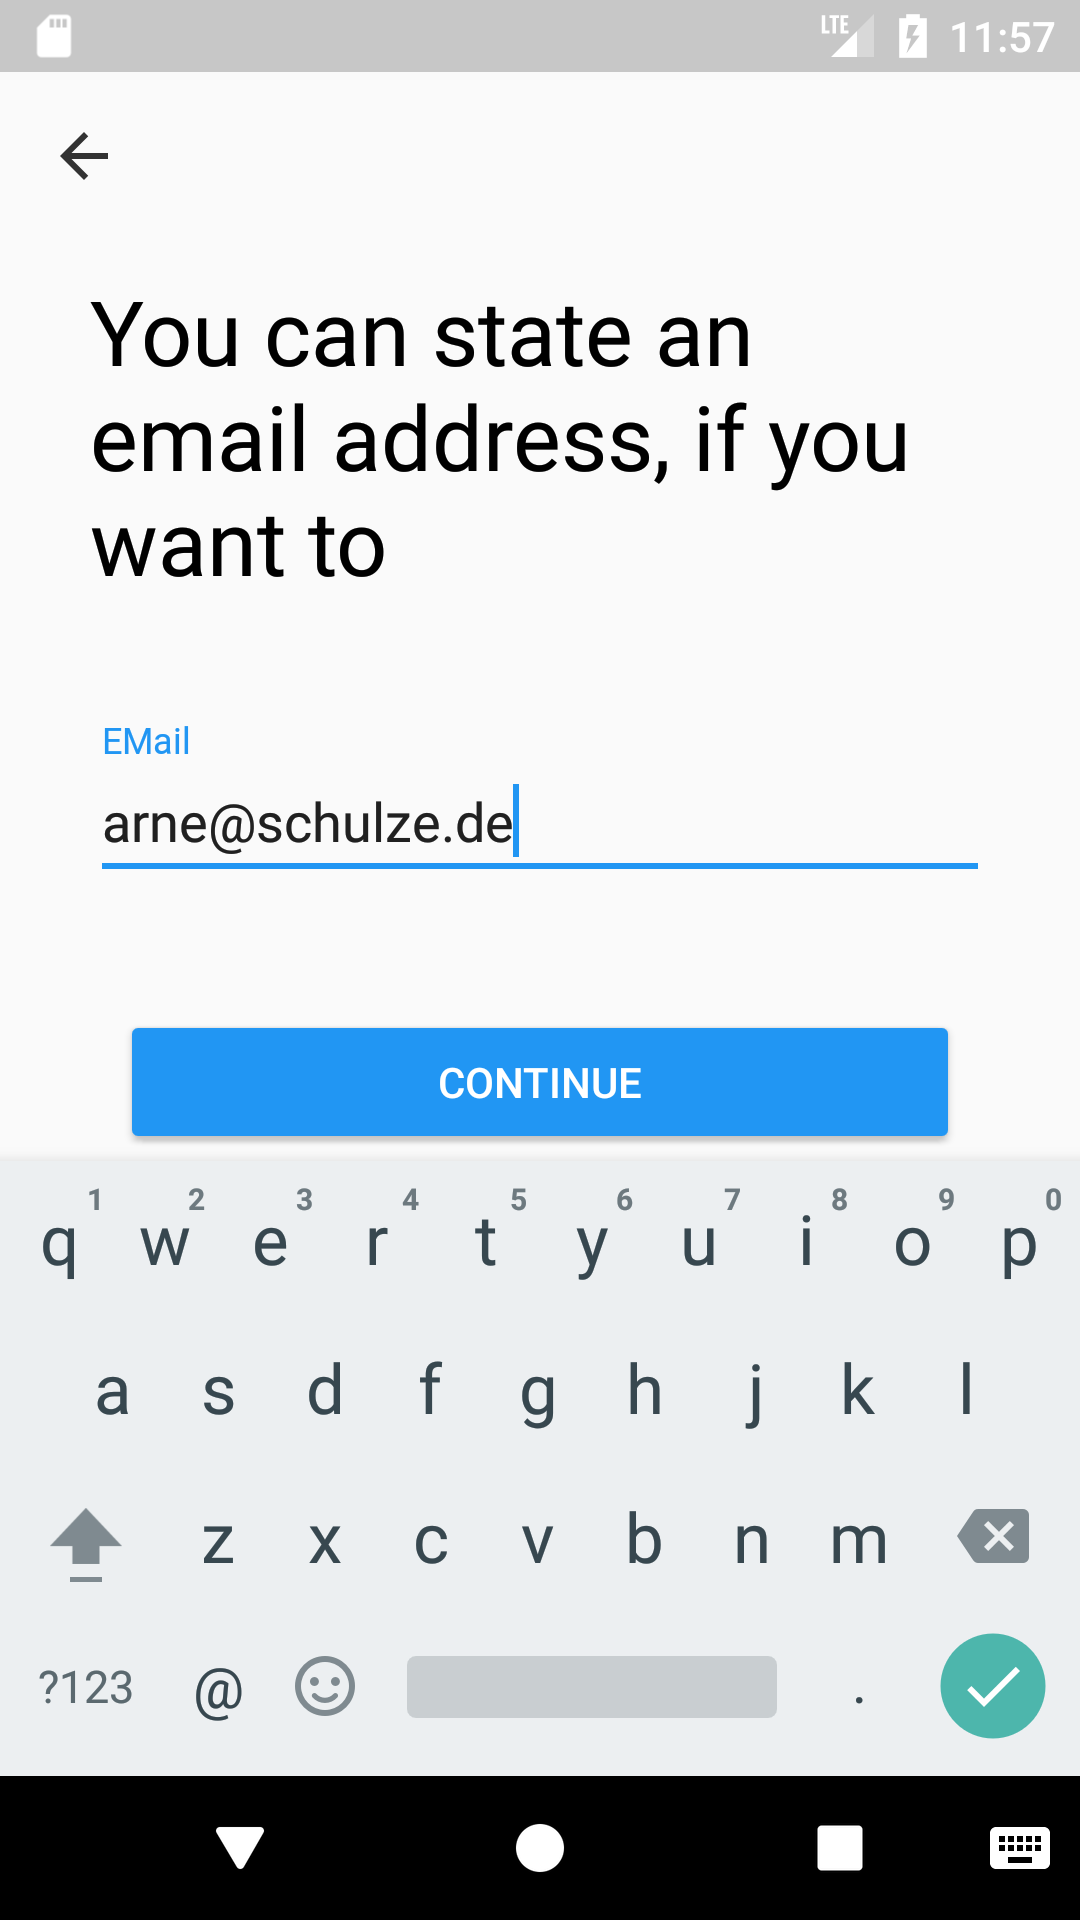 LTE 11:57
You can state an
email address, if you
want to
EMail
arne@schulze.de
CONTINUE
1 2 3 4 5 6 7 8 9 0
q w e r t y u i o p
a s d f g h j k l
z x c v b n m
?123 @ .